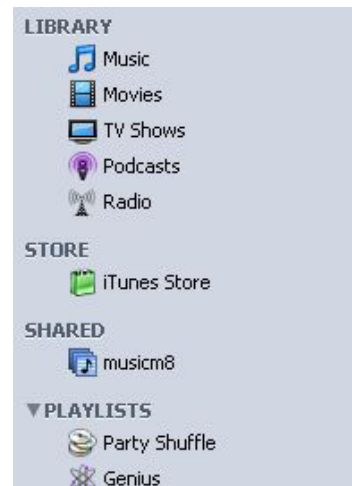 LIBRARY
Music
Movies
TV Shows
Podcasts
Radio
STORE
iTunes Store
SHARED
musicm8
PLAYLISTS
Party Shuffle
Genius